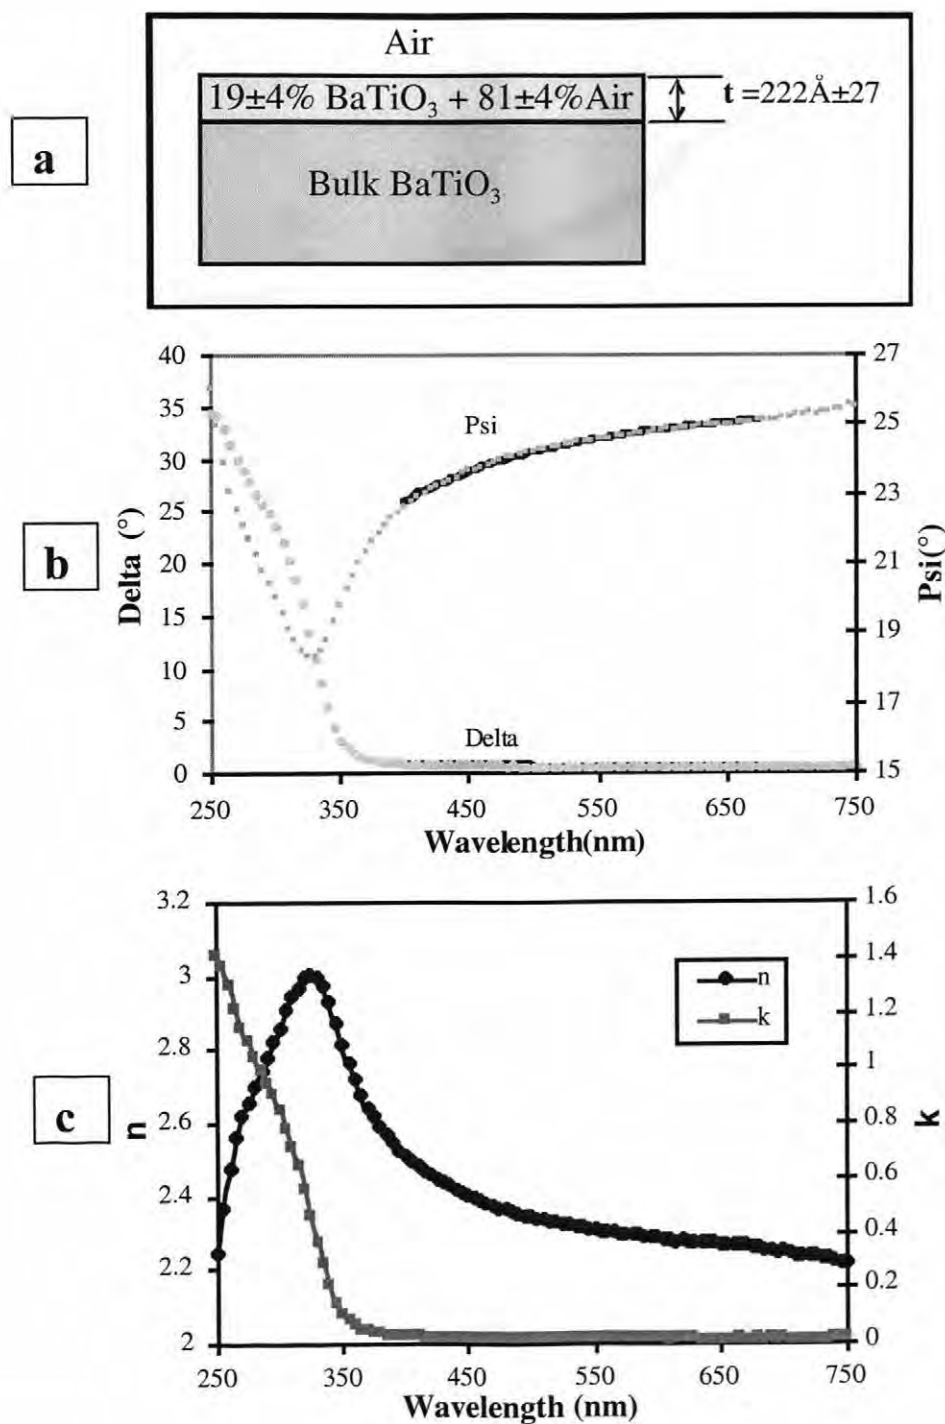 a
Air
19±4% BaTiO₃ + 81±4%Air
t =222Å±27
Bulk BaTiO₃
b
Delta (°)
40
35
30
25
20
15
10
5
0
Psi
Delta
27
25
23
21
19
17
15
Psi(°)
250 350 450 550 650 750
Wavelength(nm)
c
n
3.2
3
2.8
2.6
2.4
2.2
2
n
k
1.6
1.4
1.2
1
0.8
0.6
0.4
0.2
0
k
250 350 450 550 650 750
Wavelength (nm)